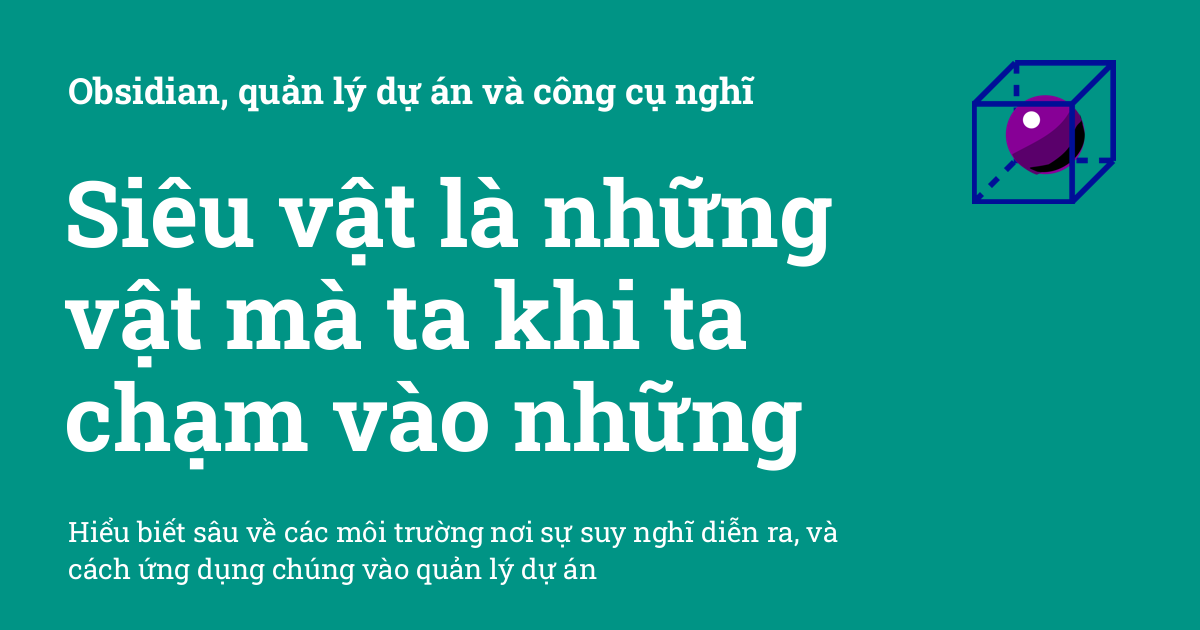 Obsidian, quản lý dự án và công cụ nghĩ
Siêu vật là những
vật mà ta khi ta
chạm vào những
Hiểu biết sâu về các môi trường nơi sự suy nghĩ diễn ra, và
cách ứng dụng chúng vào quản lý dự án